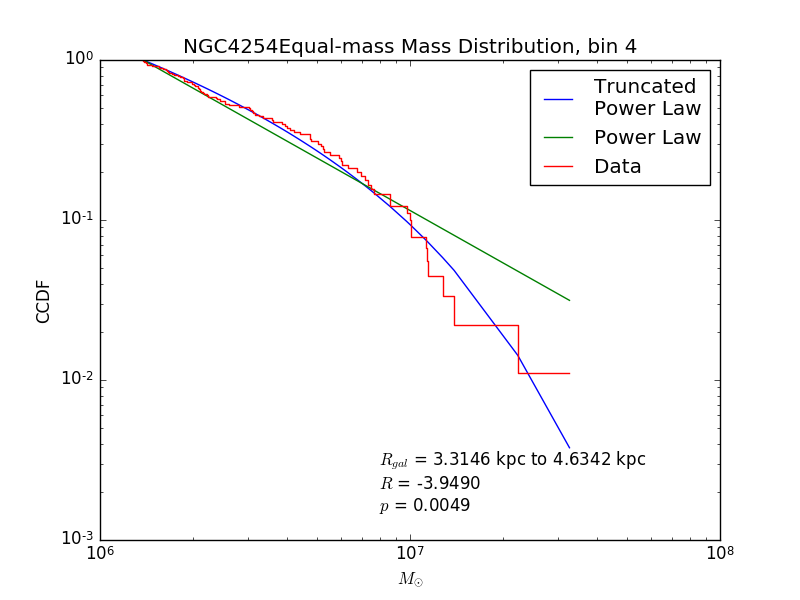 NGC4254Equal-mass Mass Distribution, bin 4
10^0
10^-1
10^-2
10^-3
CCDF
Truncated
Power Law
Power Law
Data
R_gal = 3.3146 kpc to 4.6342 kpc
R = -3.9490
p = 0.0049
10^6
10^7
10^8
M_⊙